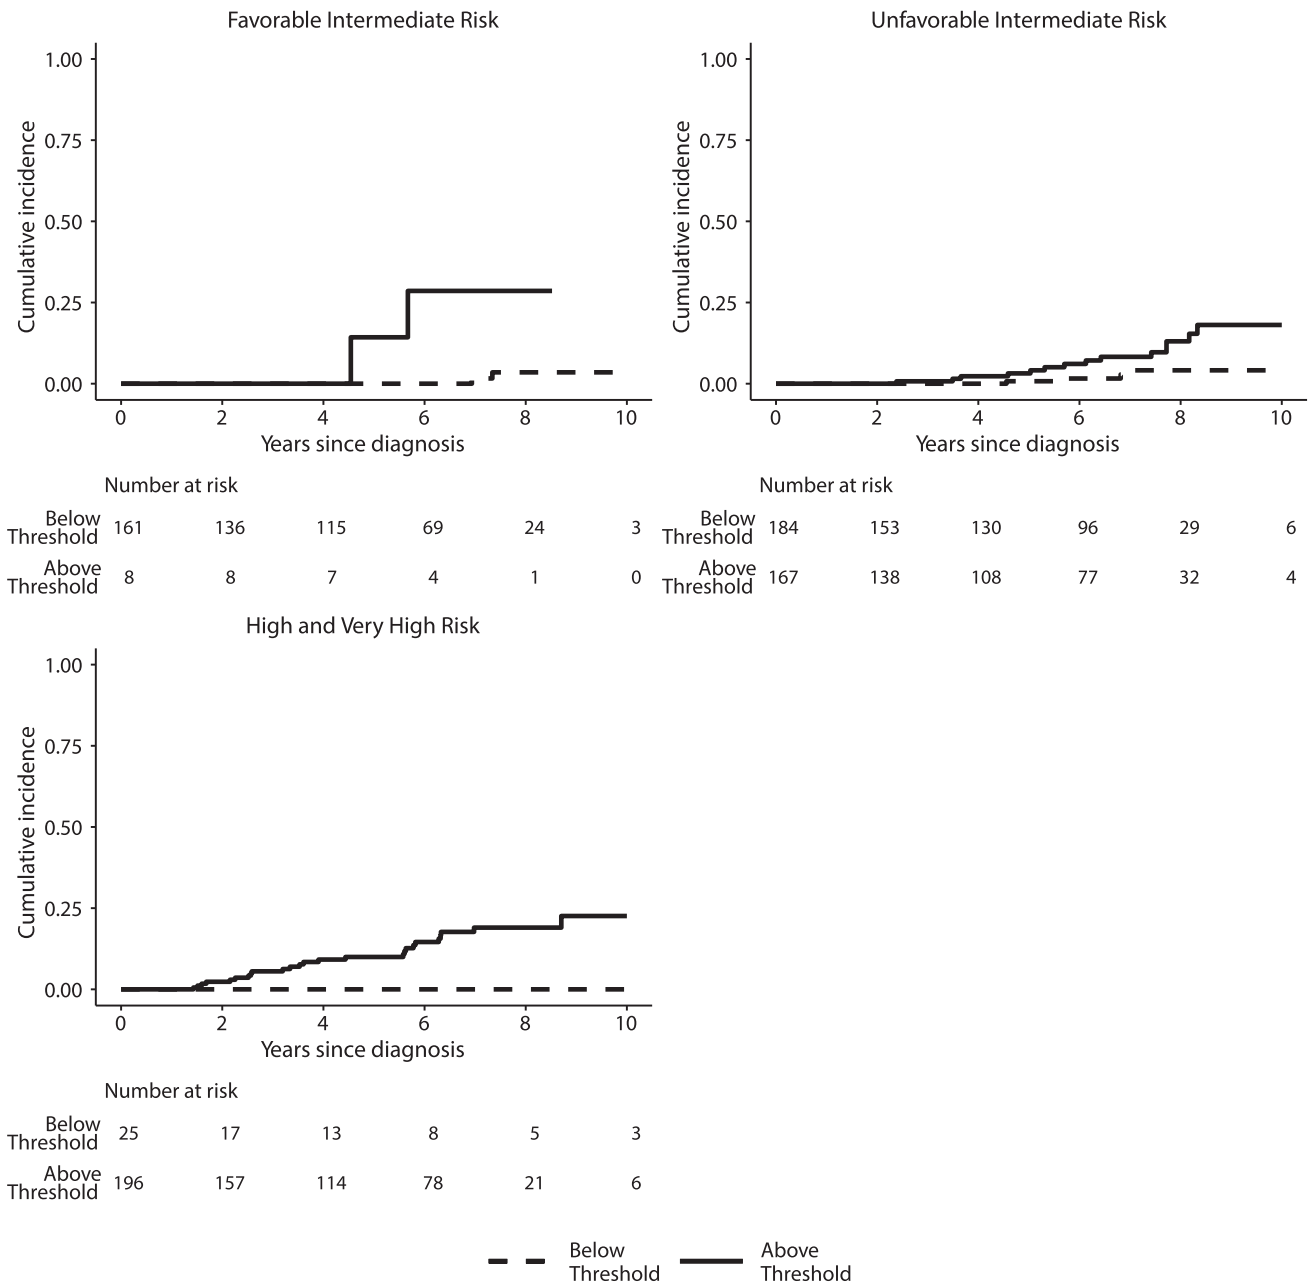 Favorable Intermediate Risk
1.00
0.75
0.50
0.25
0.00
Cumulative incidence
0 2 4 6 8 10
Years since diagnosis
Number at risk
Below
Threshold
161 136 115 69 24 3
Above
Threshold
8 8 7 4 1 0
Unfavorable Intermediate Risk
1.00
0.75
0.50
0.25
0.00
Cumulative incidence
0 2 4 6 8 10
Years since diagnosis
Number at risk
Below
Threshold
184 153 130 96 29 6
Above
Threshold
167 138 108 77 32 4
High and Very High Risk
1.00
0.75
0.50
0.25
0.00
Cumulative incidence
0 2 4 6 8 10
Years since diagnosis
Number at risk
Below
Threshold
25 17 13 8 5 3
Above
Threshold
196 157 114 78 21 6
Below
Threshold
Above
Threshold